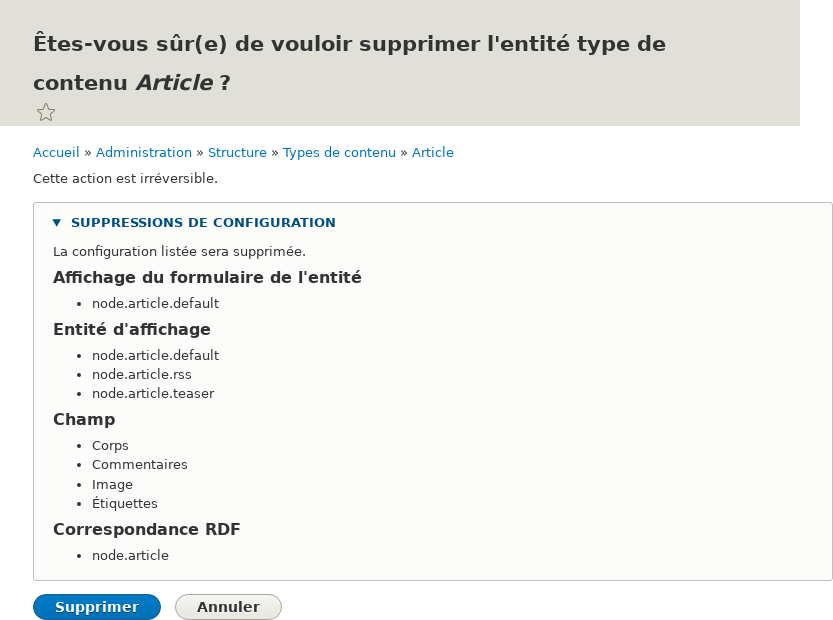 Êtes-vous sûr(e) de vouloir supprimer l'entité type de
contenu Article ?
Accueil » Administration » Structure » Types de contenu » Article
Cette action est irréversible.
SUPPRESSIONS DE CONFIGURATION
La configuration listée sera supprimée.
Affichage du formulaire de l'entité
node.article.default
Entité d'affichage
node.article.default
node.article.rss
node.article.teaser
Champ
Corps
Commentaires
Image
Étiquettes
Correspondance RDF
node.article
Supprimer Annuler